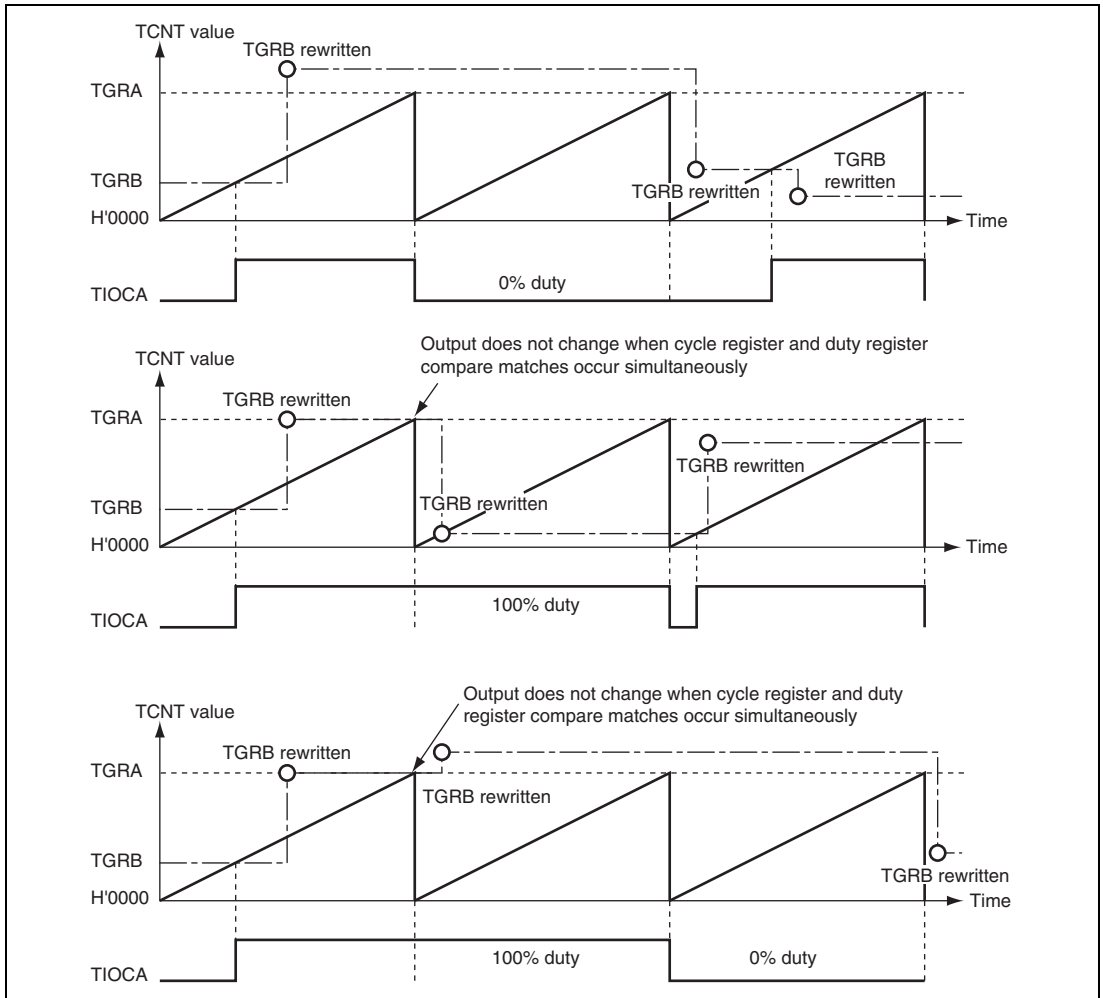 TCNT value
TGRB rewritten
TGRA
TGRB
rewritten
TGRB
TGRB rewritten
H'0000
Time
0% duty
TIOCA
Output does not change when cycle register and duty register
compare matches occur simultaneously
TCNT value
TGRB rewritten
TGRA
TGRB rewritten
TGRB
TGRB rewritten
H'0000
Time
100% duty
TIOCA
Output does not change when cycle register and duty
register compare matches occur simultaneously
TCNT value
TGRB rewritten
TGRA
TGRB rewritten
TGRB
TGRB rewritten
H'0000
Time
100% duty
0% duty
TIOCA